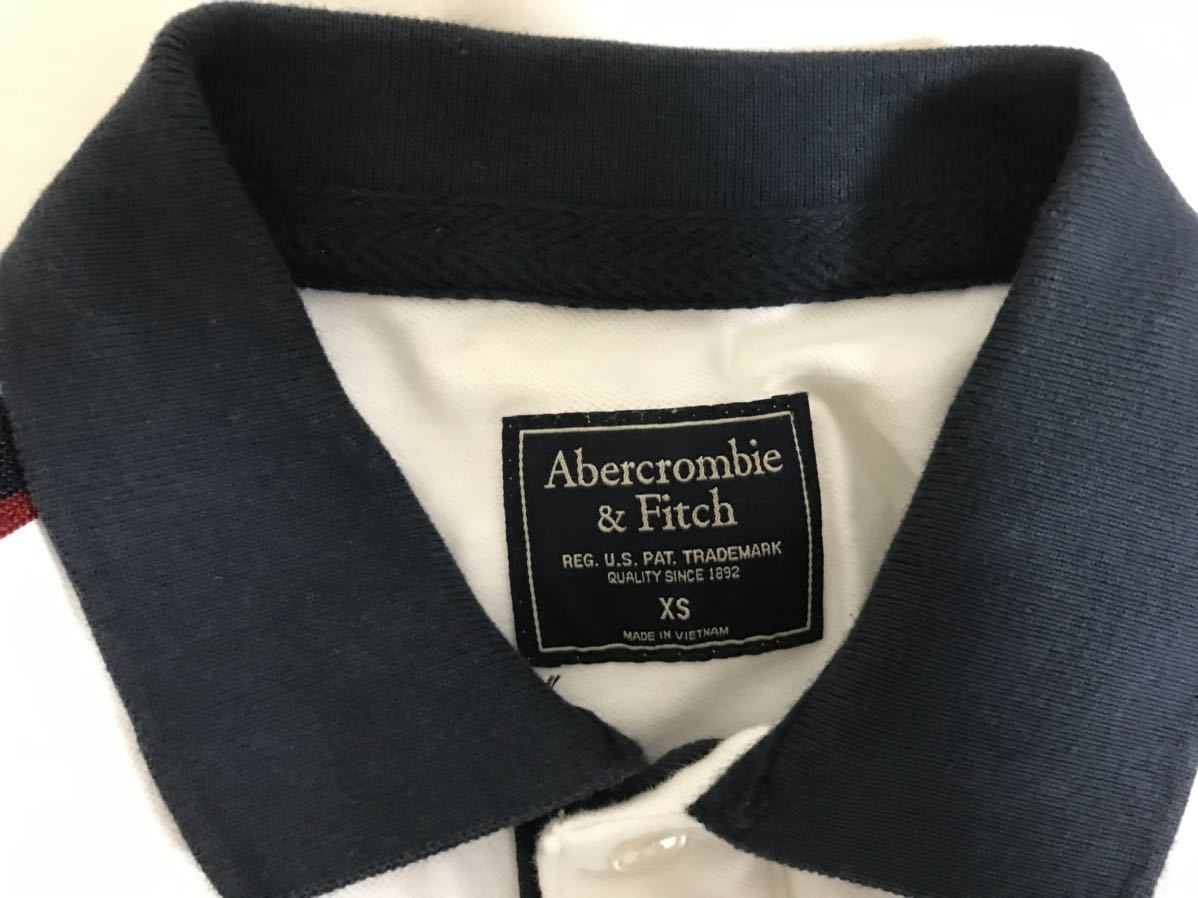 Abercrombie
& Fitch
REG. U.S. PAT. TRADEMARK
QUALITY SINCE 1892
XS
MADE IN VIETNAM